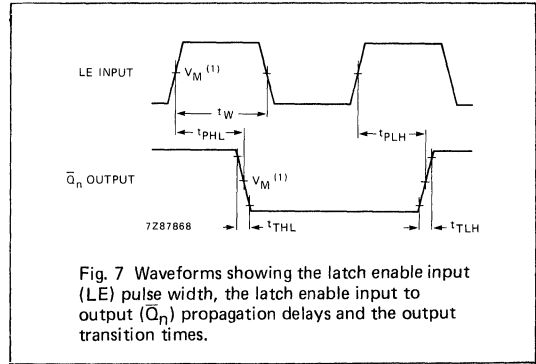 LE INPUT
V_M (1)
t_W
t_PHL
t_PLH
Q̅n OUTPUT
V_M (1)
7Z87868
t_THL
t_TLH
Fig. 7 Waveforms showing the latch enable input
(LE) pulse width, the latch enable input to
output (Q̅n) propagation delays and the output
transition times.